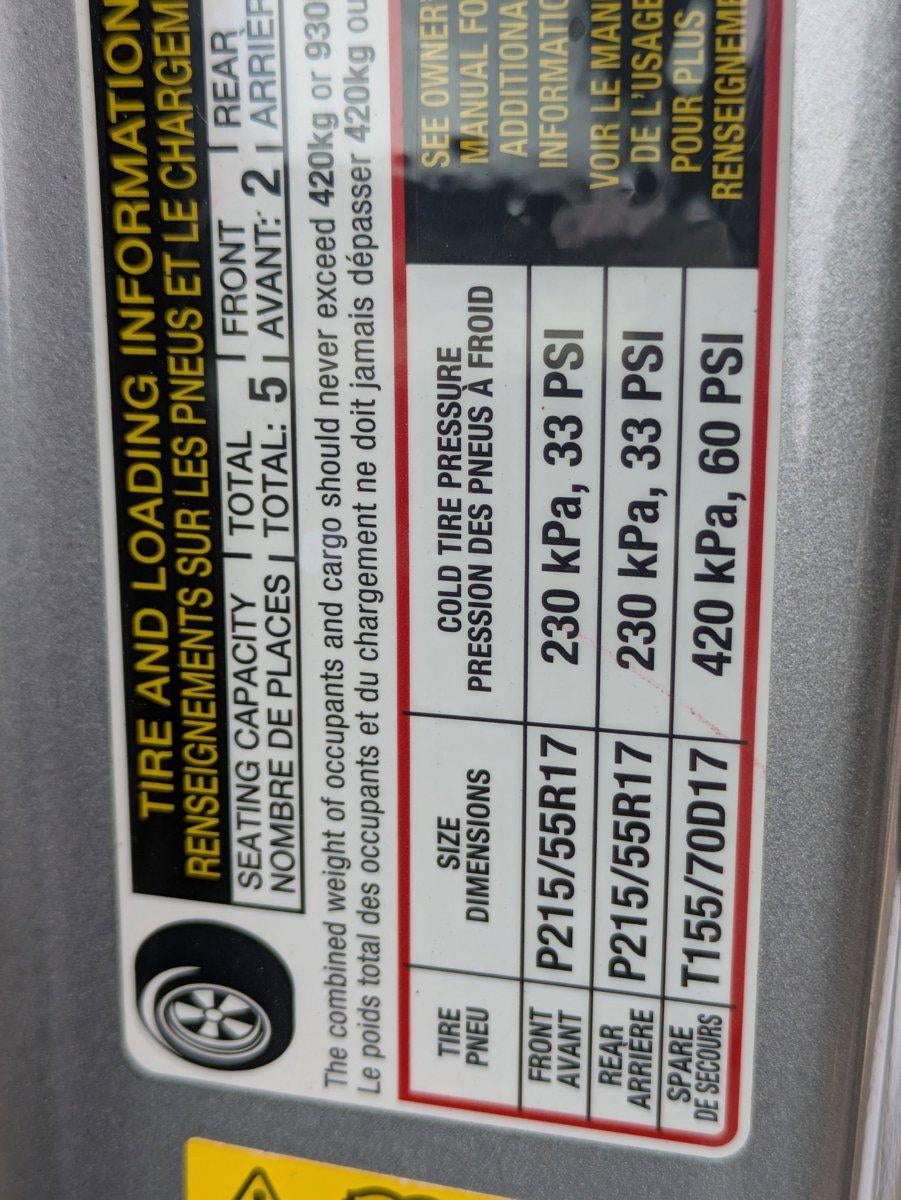 TIRE AND LOADING INFORMATION
RENSEIGNEMENTS SUR LES PNEUS ET LE CHARGEM
SEATING CAPACITY | TOTAL | FRONT | REAR
NOMBRE DE PLACES | TOTAL: 5 | AVANT: 2 | ARRIÈR
The combined weight of occupants and cargo should never exceed 420kg or 930
Le poids total des occupants et du chargement ne doit jamais dépasser 420kg ou
TIRE
PNEU
SIZE
DIMENSIONS
COLD TIRE PRESSURE
PRESSION DES PNEUS À FROID
FRONT
AVANT
P215/55R17
230 kPa, 33 PSI
REAR
ARRIÈRE
P215/55R17
230 kPa, 33 PSI
SPARE
DE SECOURS
T155/70D17
420 kPa, 60 PSI
SEE OWNER
MANUAL FO
ADDITIONA
INFORMATIO
VOIR LE MAN
DE L'USAGE
POUR PLUS
RENSEIGNEME